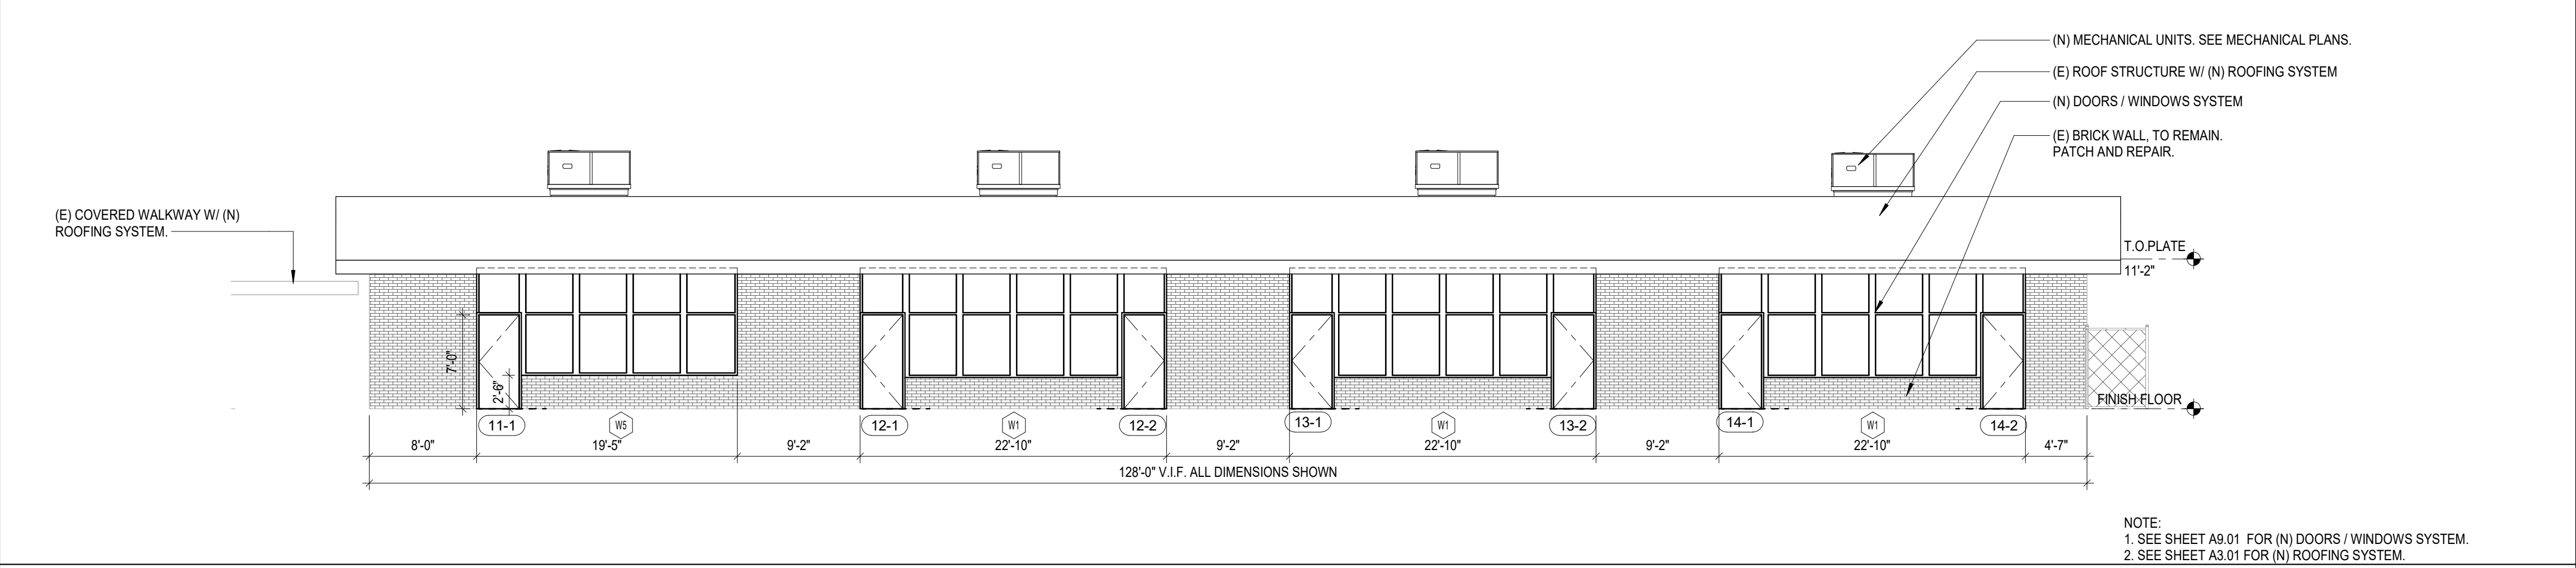 (N) MECHANICAL UNITS. SEE MECHANICAL PLANS.
(E) ROOF STRUCTURE W/ (N) ROOFING SYSTEM
(N) DOORS / WINDOWS SYSTEM
(E) BRICK WALL, TO REMAIN.
PATCH AND REPAIR.
(E) COVERED WALKWAY W/ (N)
ROOFING SYSTEM.
T.O.PLATE
11'-2"
7'-0"
2'-6"
FINISH FLOOR
11-1
W5
12-1
W1
12-2
13-1
W1
13-2
14-1
W1
14-2
8'-0"
19'-5"
9'-2"
22'-10"
9'-2"
22'-10"
9'-2"
22'-10"
4'-7"
128'-0" V.I.F. ALL DIMENSIONS SHOWN
NOTE:
1. SEE SHEET A9.01 FOR (N) DOORS / WINDOWS SYSTEM.
2. SEE SHEET A3.01 FOR (N) ROOFING SYSTEM.